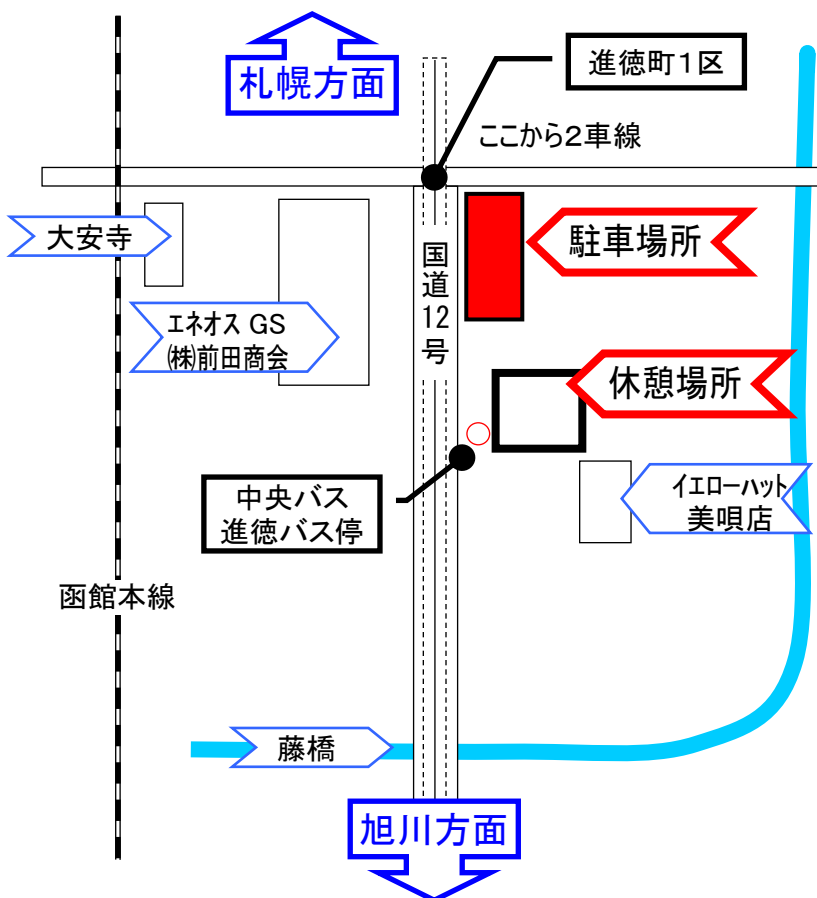 札幌方面
進徳町1区
ここから2車線
大安寺
国道12号
駐車場所
エネオス GS
㈱前田商会
休憩場所
中央バス
進徳バス停
イエローハット
美唄店
函館本線
藤橋
旭川方面